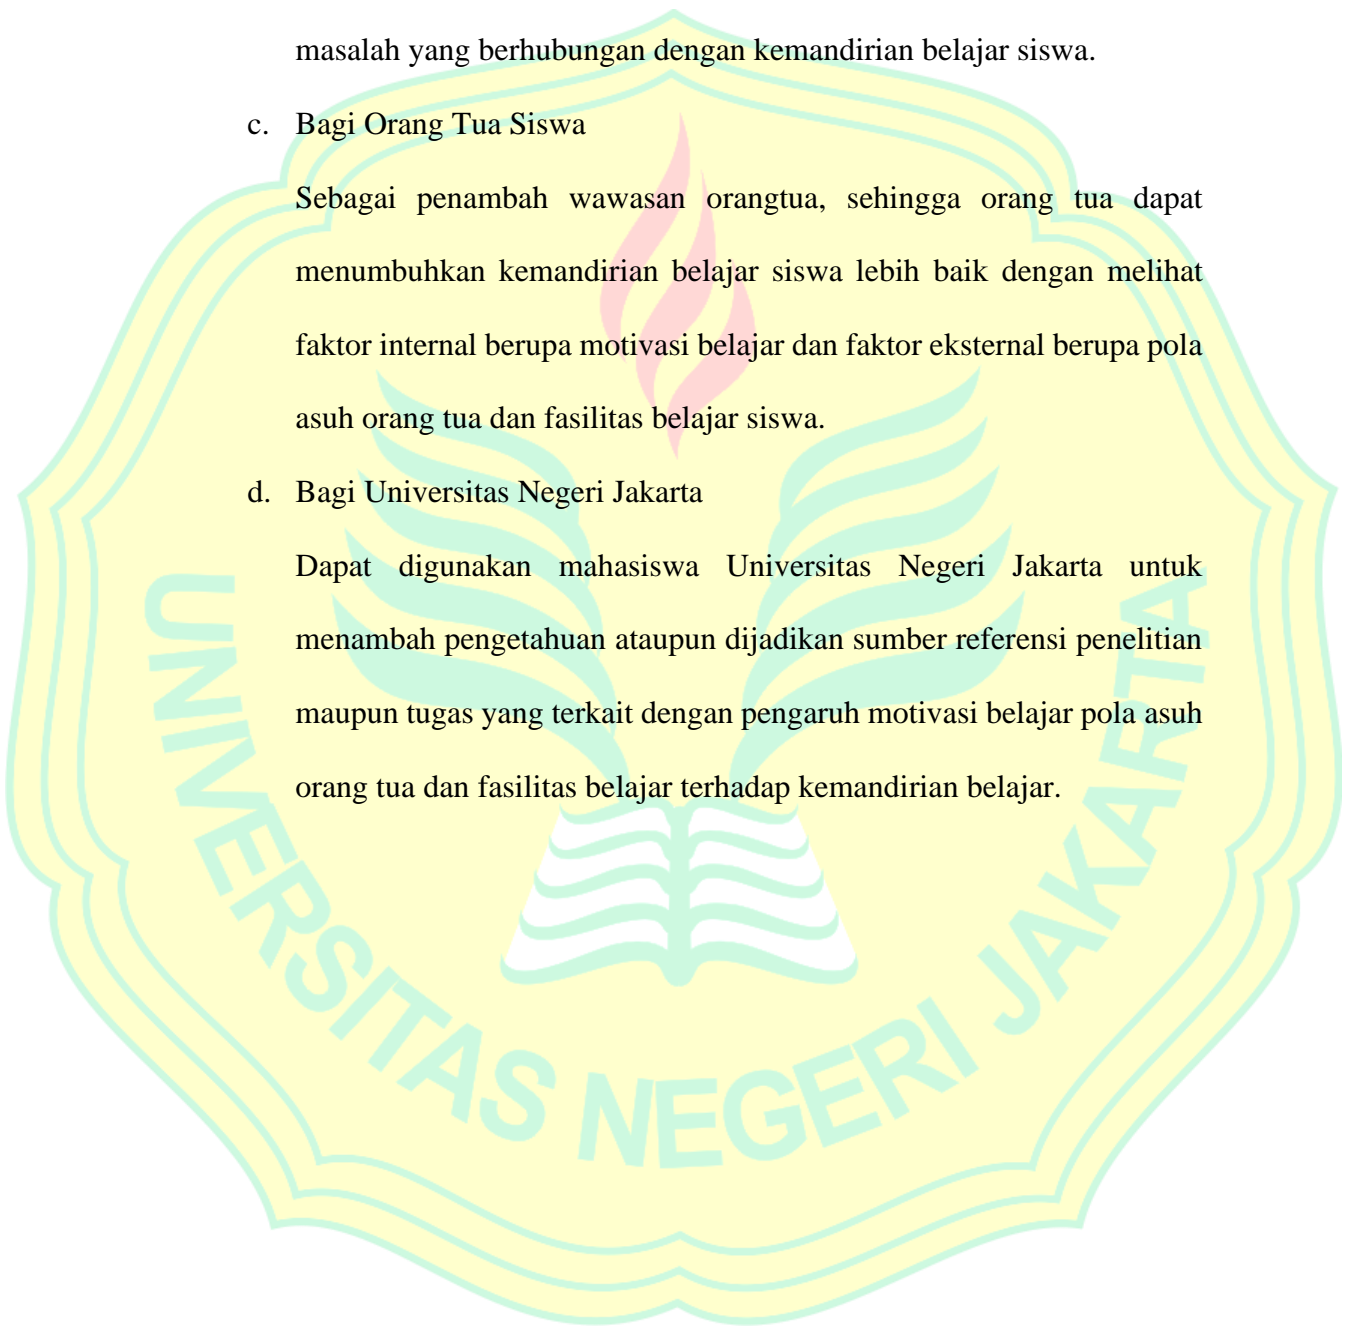 masalah yang berhubungan dengan kemandirian belajar siswa.
c. Bagi Orang Tua Siswa
Sebagai penambah wawasan orangtua, sehingga orang tua dapat
menumbuhkan kemandirian belajar siswa lebih baik dengan melihat
faktor internal berupa motivasi belajar dan faktor eksternal berupa pola
asuh orang tua dan fasilitas belajar siswa.
d. Bagi Universitas Negeri Jakarta
Dapat digunakan mahasiswa Universitas Negeri Jakarta untuk
menambah pengetahuan ataupun dijadikan sumber referensi penelitian
maupun tugas yang terkait dengan pengaruh motivasi belajar pola asuh
orang tua dan fasilitas belajar terhadap kemandirian belajar.
UNIVERSITAS NEGERI JAKARTA